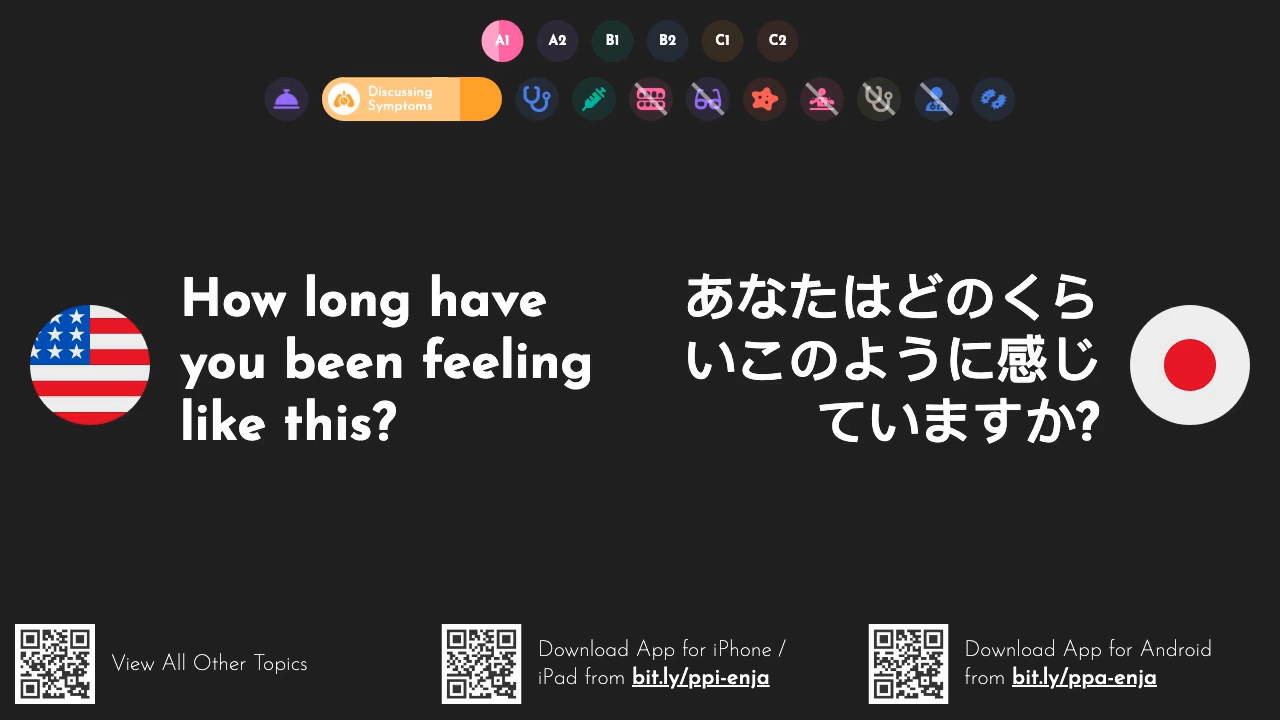 A1 A2 B1 B2 C1 C2
Discussing
Symptoms
How long have
you been feeling
like this?
あなたはどのくら
いこのように感じ
ていますか?
View All Other Topics
Download App for iPhone /
iPad from bit.ly/ppi-enja
Download App for Android
from bit.ly/ppa-enja